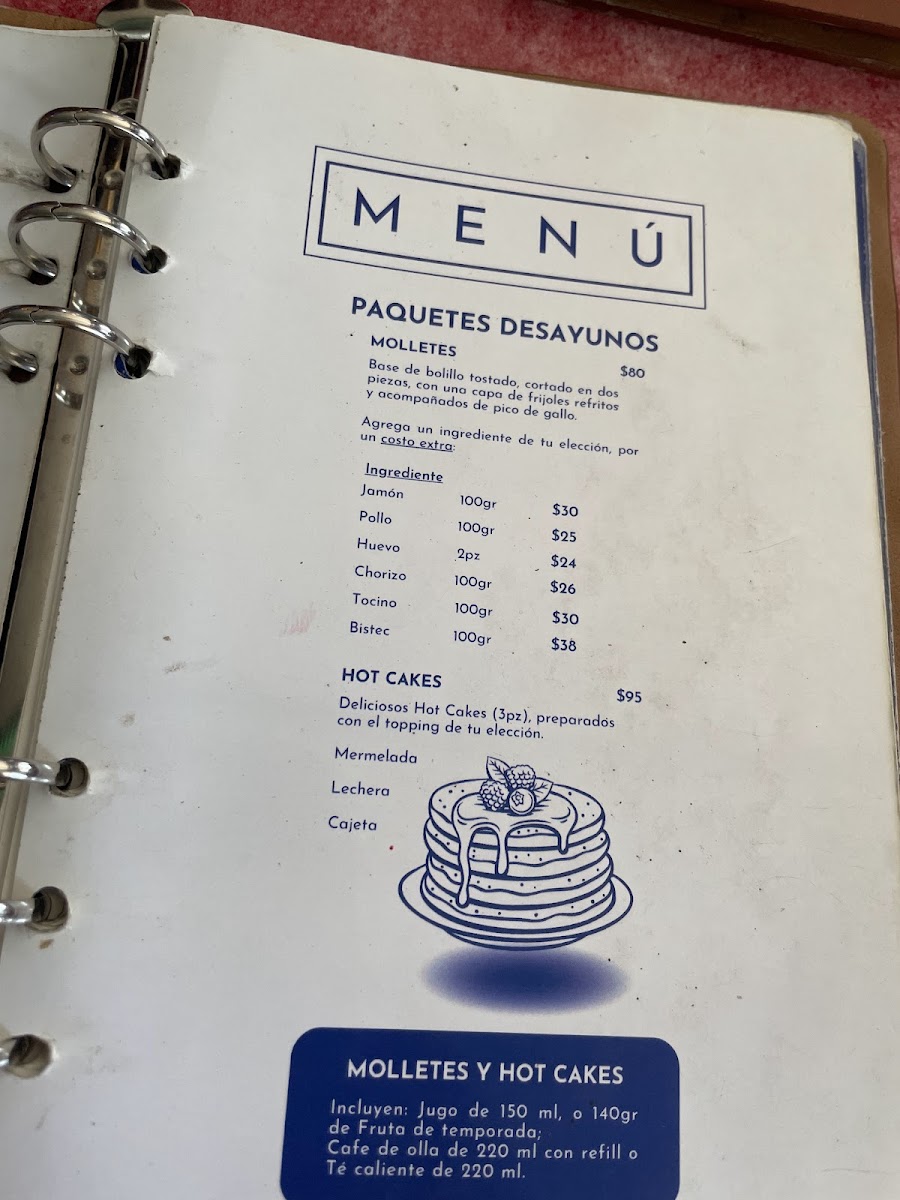 MENÚ
PAQUETES DESAYUNOS
MOLLETES $80
Base de bolillo tostado, cortado en dos
piezas, con una capa de frijoles refritos
y acompañados de pico de gallo.
Agrega un ingrediente de tu elección, por
un costo extra:
Ingrediente
Jamón 100gr $30
Pollo 100gr $25
Huevo 2pz $24
Chorizo 100gr $26
Tocino 100gr $30
Bistec 100gr $38
HOT CAKES $95
Deliciosos Hot Cakes (3pz), preparados
con el topping de tu elección.
Mermelada
Lechera
Cajeta
MOLLETES Y HOT CAKES
Incluyen: Jugo de 150 ml, o 140gr
de Fruta de temporada;
Cafe de olla de 220 ml con refill o
Té caliente de 220 ml.